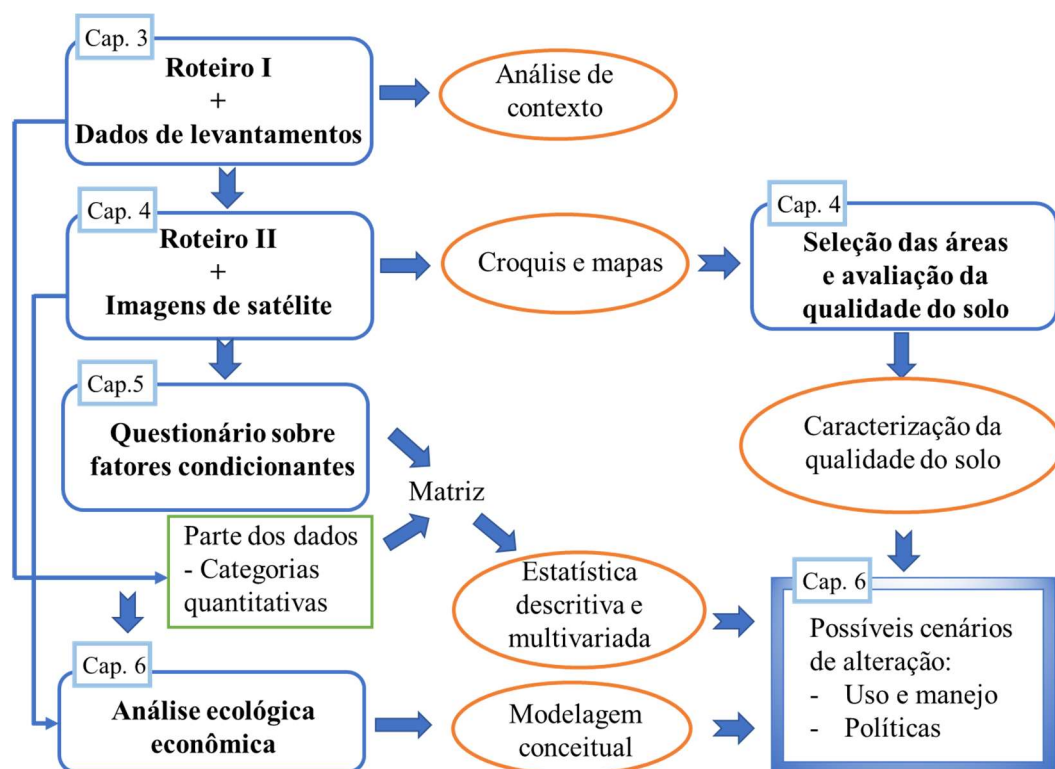 Cap. 3
Roteiro I
+
Dados de levantamentos
Análise de
contexto
Cap. 4
Roteiro II
+
Imagens de satélite
Croquis e mapas
Cap. 4
Seleção das áreas
e avaliação da
qualidade do solo
Cap.5
Questionário sobre
fatores condicionantes
Matriz
Caracterização da
qualidade do solo
Parte dos dados
- Categorias
quantitativas
Estatística
descritiva e
multivariada
Cap. 6
Possíveis cenários
de alteração:
- Uso e manejo
- Políticas
Cap. 6
Análise ecológica
econômica
Modelagem
conceitual